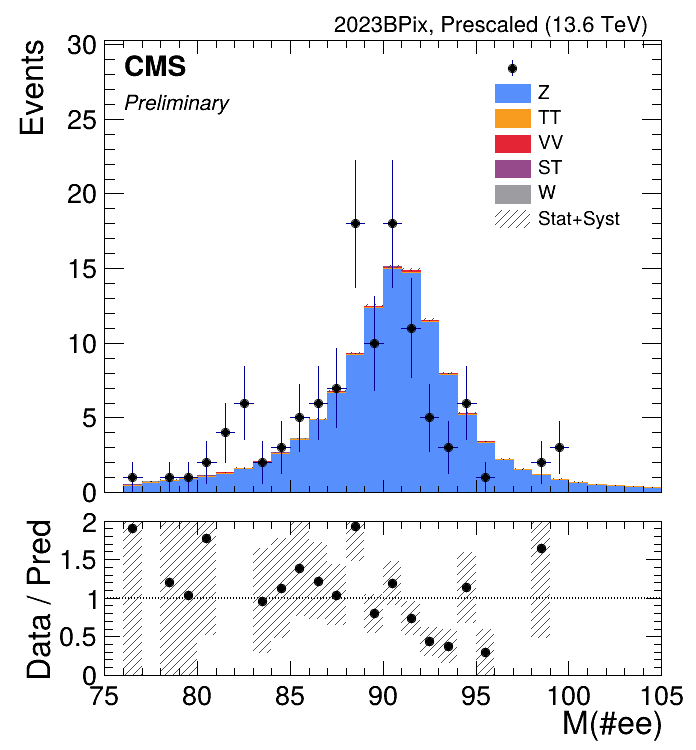 2023BPix, Prescaled (13.6 TeV)
Events
30
25
20
15
10
5
0
CMS
Preliminary
Z
TT
VV
ST
W
Stat+Syst
Data / Pred
2
1.5
1
0.5
0
75 80 85 90 95 100 105
M(#ee)